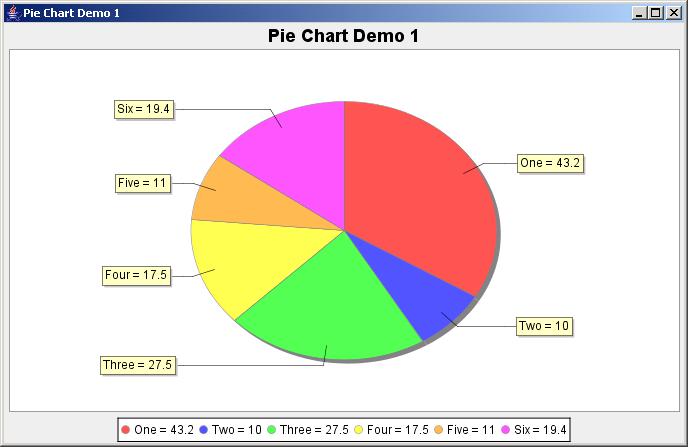 Pie Chart Demo 1
Pie Chart Demo 1
Six = 19.4
One = 43.2
Five = 11
Four = 17.5
Two = 10
Three = 27.5
One = 43.2 Two = 10 Three = 27.5 Four = 17.5 Five = 11 Six = 19.4